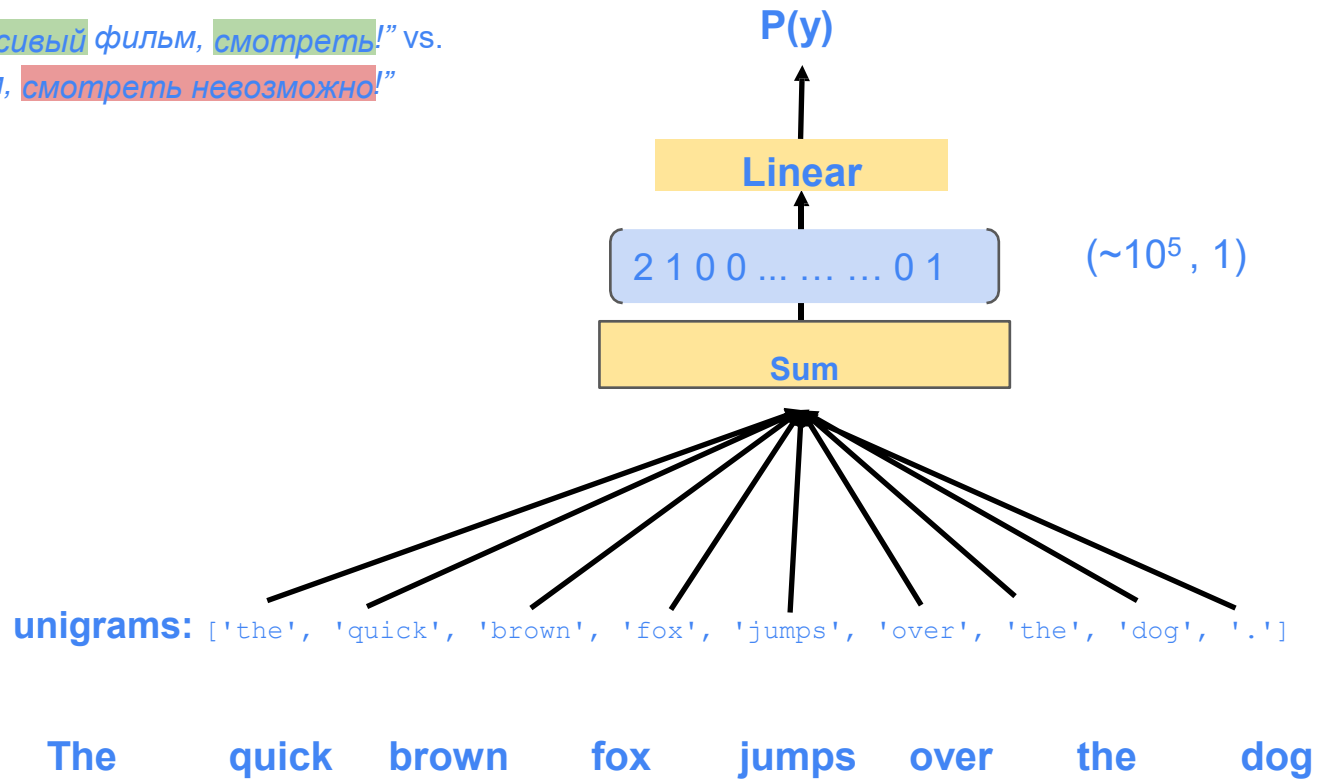 сивый фильм, смотреть!” vs.
, смотреть невозможно!”
P(y)
Linear
2 1 0 0 ... ... ... 0 1
(~10⁵ , 1)
Sum
unigrams: ['the', 'quick', 'brown', 'fox', 'jumps', 'over', 'the', 'dog', '.']
The quick brown fox jumps over the dog